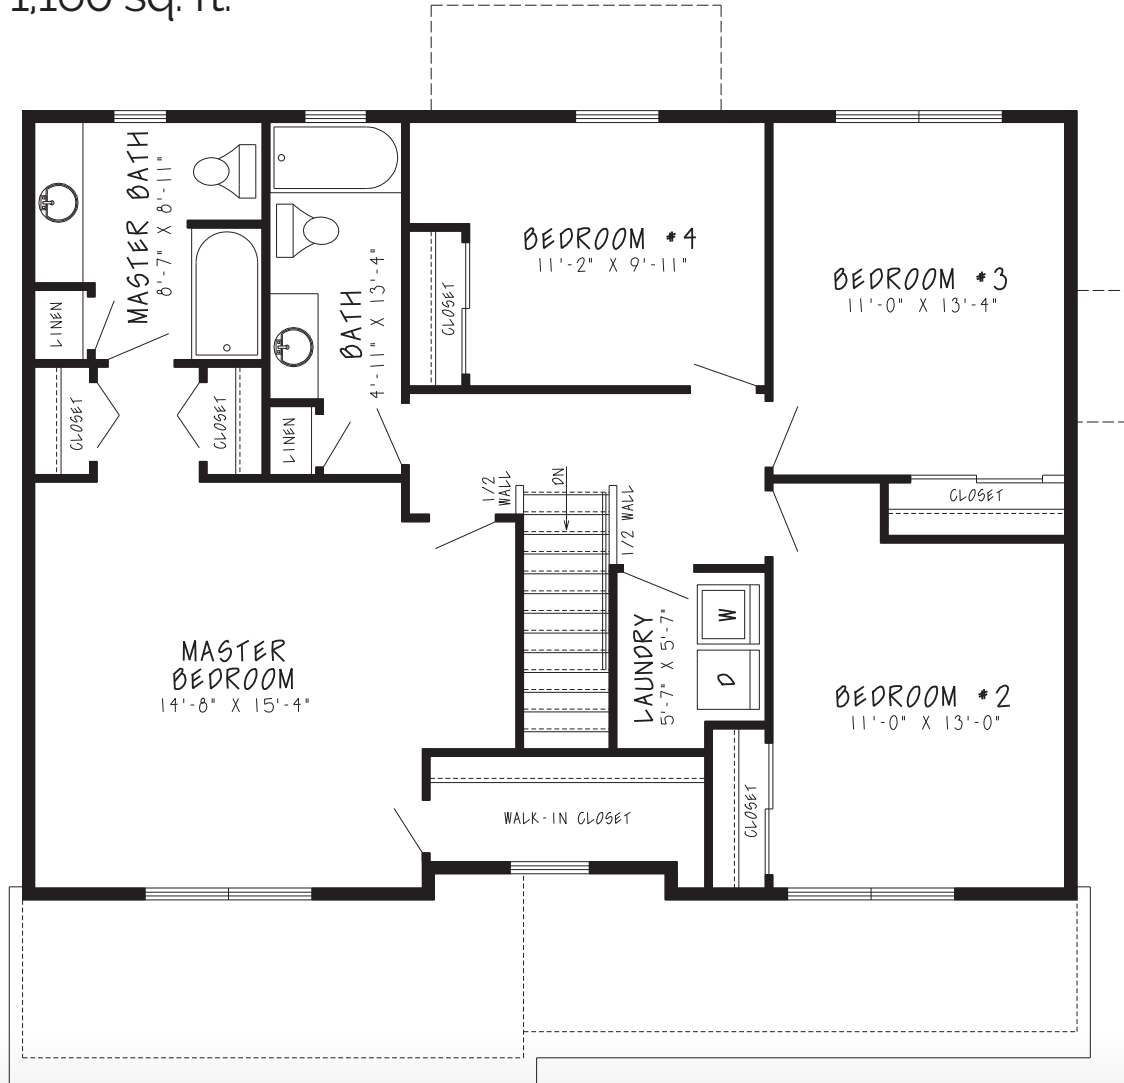 1,100 sq. ft.
MASTER BATH
8'-7" X 8'-11"
LINEN
CLOSET
CLOSET
BATH
4'-11" X 13'-4"
LINEN
BEDROOM #4
11'-2" X 9'-11"
CLOSET
BEDROOM #3
11'-0" X 13'-4"
CLOSET
1/2
WALL
DN
1/2 WALL
MASTER
BEDROOM
14'-8" X 15'-4"
LAUNDRY
5'-7" X 5'-7"
W
D
BEDROOM #2
11'-0" X 13'-0"
CLOSET
WALK-IN CLOSET